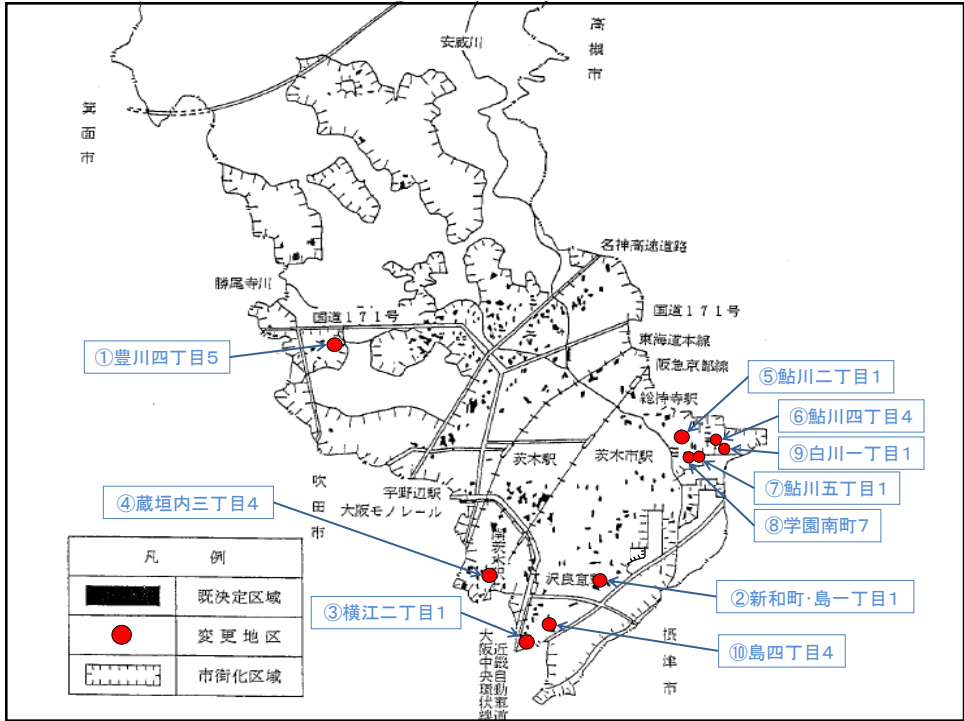 高槻市
安威川
箕面市
名神高速道路
勝尾寺川
国道171号
国道171号
東海道本線
阪急京都線
総持寺駅
①豊川四丁目5
⑤鮎川二丁目1
⑥鮎川四丁目4
⑨白川一丁目1
⑦鮎川五丁目1
⑧学園南町7
茨木駅
茨木市駅
宇野辺駅
吹田市
大阪モノレール
④蔵垣内三丁目4
南茨木駅
沢良宜駅
②新和町・島一丁目1
③横江二丁目1
⑩島四丁目4
摂津市
近畿自動車道
大阪中央環状線
凡例
既決定区域
変更地区
市街化区域